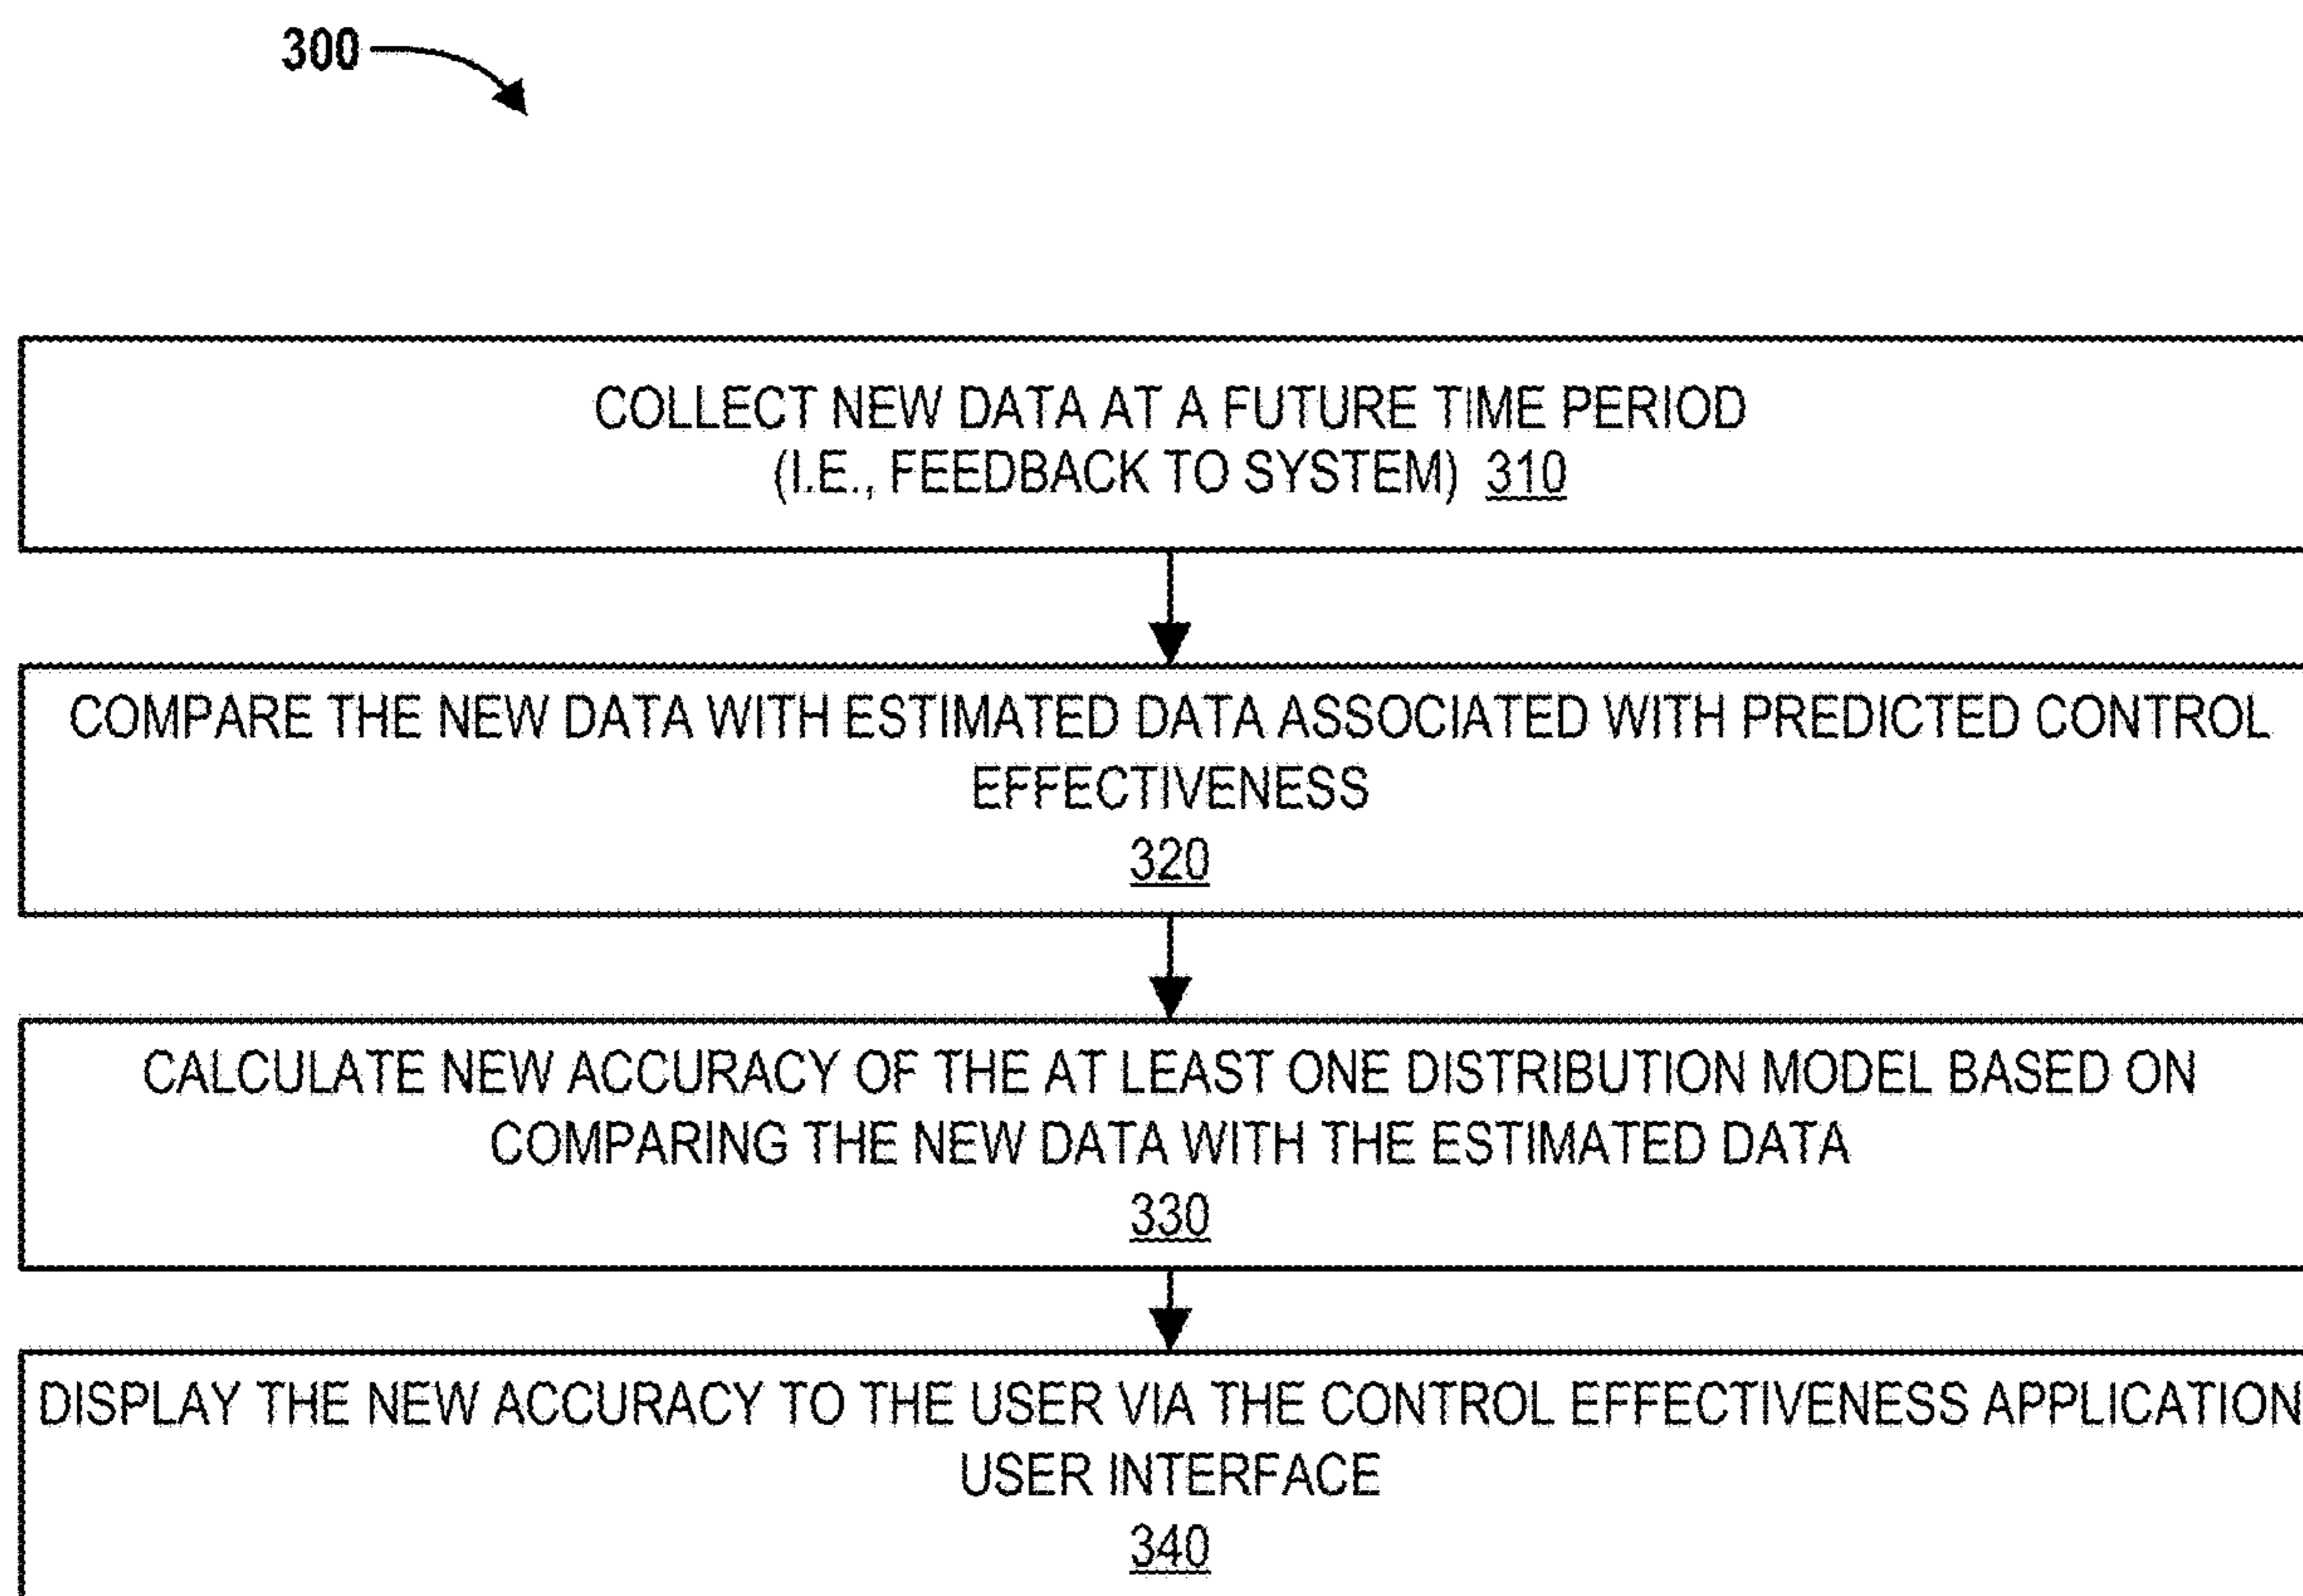 300
COLLECT NEW DATA AT A FUTURE TIME PERIOD
(I.E., FEEDBACK TO SYSTEM) 310
COMPARE THE NEW DATA WITH ESTIMATED DATA ASSOCIATED WITH PREDICTED CONTROL
EFFECTIVENESS
320
CALCULATE NEW ACCURACY OF THE AT LEAST ONE DISTRIBUTION MODEL BASED ON
COMPARING THE NEW DATA WITH THE ESTIMATED DATA
330
DISPLAY THE NEW ACCURACY TO THE USER VIA THE CONTROL EFFECTIVENESS APPLICATION
USER INTERFACE
340